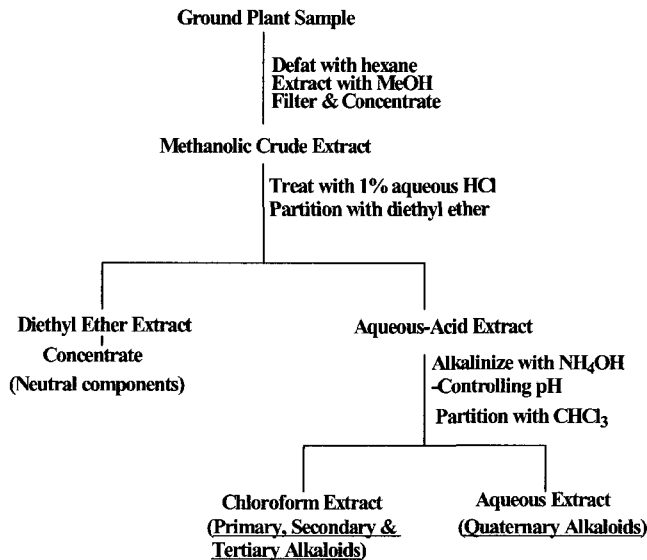 Ground Plant Sample
Defat with hexane
Extract with MeOH
Filter & Concentrate
Methanolic Crude Extract
Treat with 1% aqueous HCl
Partition with diethyl ether
Diethyl Ether Extract
Concentrate
(Neutral components)
Aqueous-Acid Extract
Alkalinize with NH₄OH
-Controlling pH
Partition with CHCl₃
Chloroform Extract
(Primary, Secondary &
Tertiary Alkaloids)
Aqueous Extract
(Quaternary Alkaloids)